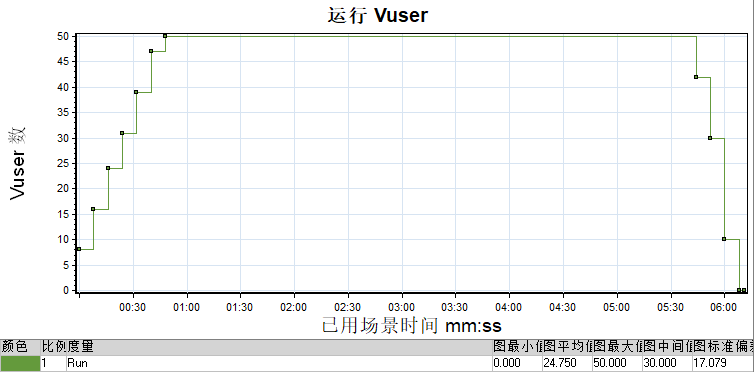 运行 Vuser
50
45
40
35
30
25
20
15
10
5
0
Vuser 数
00:30 01:00 01:30 02:00 02:30 03:00 03:30 04:00 04:30 05:00 05:30 06:00
已用场景时间 mm:ss
颜色 比例 度量 图最小值 图平均值 图最大值 图中间值 图标准偏差
1 Run 0.000 24.750 50.000 30.000 17.079